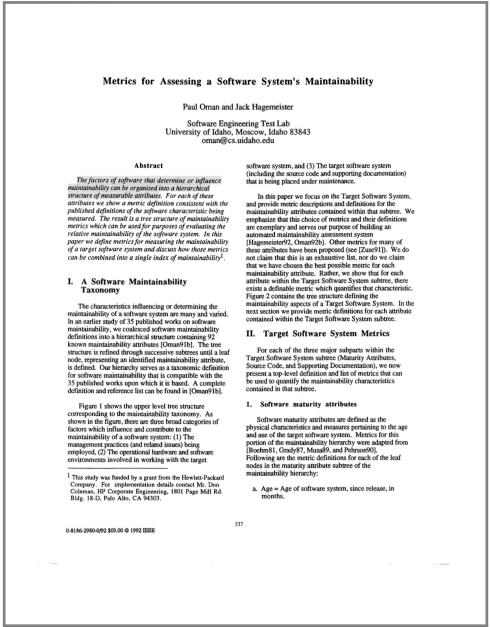 Metrics for Assessing a Software System's Maintainability
Paul Oman and Jack Hagemeister
Software Engineering Test Lab
University of Idaho, Moscow, Idaho 83843
oman@cs.uidaho.edu
Abstract
The factors of software that determine or influence
maintainability can be organized into a hierarchical
structure of measurable attributes. For each of these
attributes we show a metric definition consistent with the
published definitions of the software characteristic being
measured. The result is a tree structure of maintainability
metrics which can be used for purposes of evaluating the
relative maintainability of the software system. In this
paper we define metrics for measuring the maintainability
of a target software system and discuss how those metrics
can be combined into a single index of maintainability1.
I. A Software Maintainability
Taxonomy
The characteristics influencing or determining the
maintainability of a software system are many and varied.
In an earlier study of 35 published works on software
maintainability, we coalesced software maintainability
definitions into a hierarchical structure containing 92
known maintainability attributes [Oman91b]. The tree
structure is refined through successive subtrees until a leaf
node, representing an identified maintainability attribute,
is defined. Our hierarchy serves as a taxonomic definition
for software maintainability that is compatible with the
35 published works upon which it is based. A complete
definition and reference list can be found in [Oman91b].
Figure 1 shows the upper level tree structure
corresponding to the maintainability taxonomy. As
shown in the figure, there are three broad categories of
factors which influence and contribute to the
maintainability of a software system: (1) The
management practices (and related issues) being
employed, (2) The operational hardware and software
environments involved in working with the target
1 This study was funded by a grant from the Hewlett-Packard
Company. For implementation details contact Mr. Don
Coleman, HP Corporate Engineering, 1801 Page Mill Rd.
Bldg. 18-D, Palo Alto, CA 94303.
software system, and (3) The target software system
(including the source code and supporting documentation)
that is being placed under maintenance.
In this paper we focus on the Target Software System,
and provide metric descriptions and definitions for the
maintainability attributes contained within that subtree. We
emphasize that this choice of metrics and their definitions
are exemplary and serves our purpose of building an
automated maintainability assessment system
[Hagemeister92, Oman92b]. Other metrics for many of
these attributes have been proposed (see [Zuse91]). We do
not claim that this is an exhaustive list, nor do we claim
that we have chosen the best possible metric for each
maintainability attribute. Rather, we show that for each
attribute within the Target Software System subtree, there
exists a definable metric which quantifies that characteristic.
Figure 2 contains the tree structure defining the
maintainability aspects of a Target Software System. In the
next section we provide metric definitions for each attribute
contained within the Target Software System subtree.
II. Target Software System Metrics
For each of the three major subparts within the
Target Software System subtree (Maturity Attributes,
Source Code, and Supporting Documentation), we now
present a top-level definition and list of metrics that can
be used to quantify the maintainability characteristics
contained in that subtree.
1. Software maturity attributes
Software maturity attributes are defined as the
physical characteristics and measures pertaining to the age
and use of the target software system. Metrics for this
portion of the maintainability hierarchy were adapted from
[Boehm81, Grady87, Musa89, and Pehrson90].
Following are the metric definitions for each of the leaf
nodes in the maturity attribute subtree of the
maintainability hierarchy:
a. Age = Age of software system, since release, in
months.
337
0-8186-2980-0/92 $03.00 © 1992 IEEE